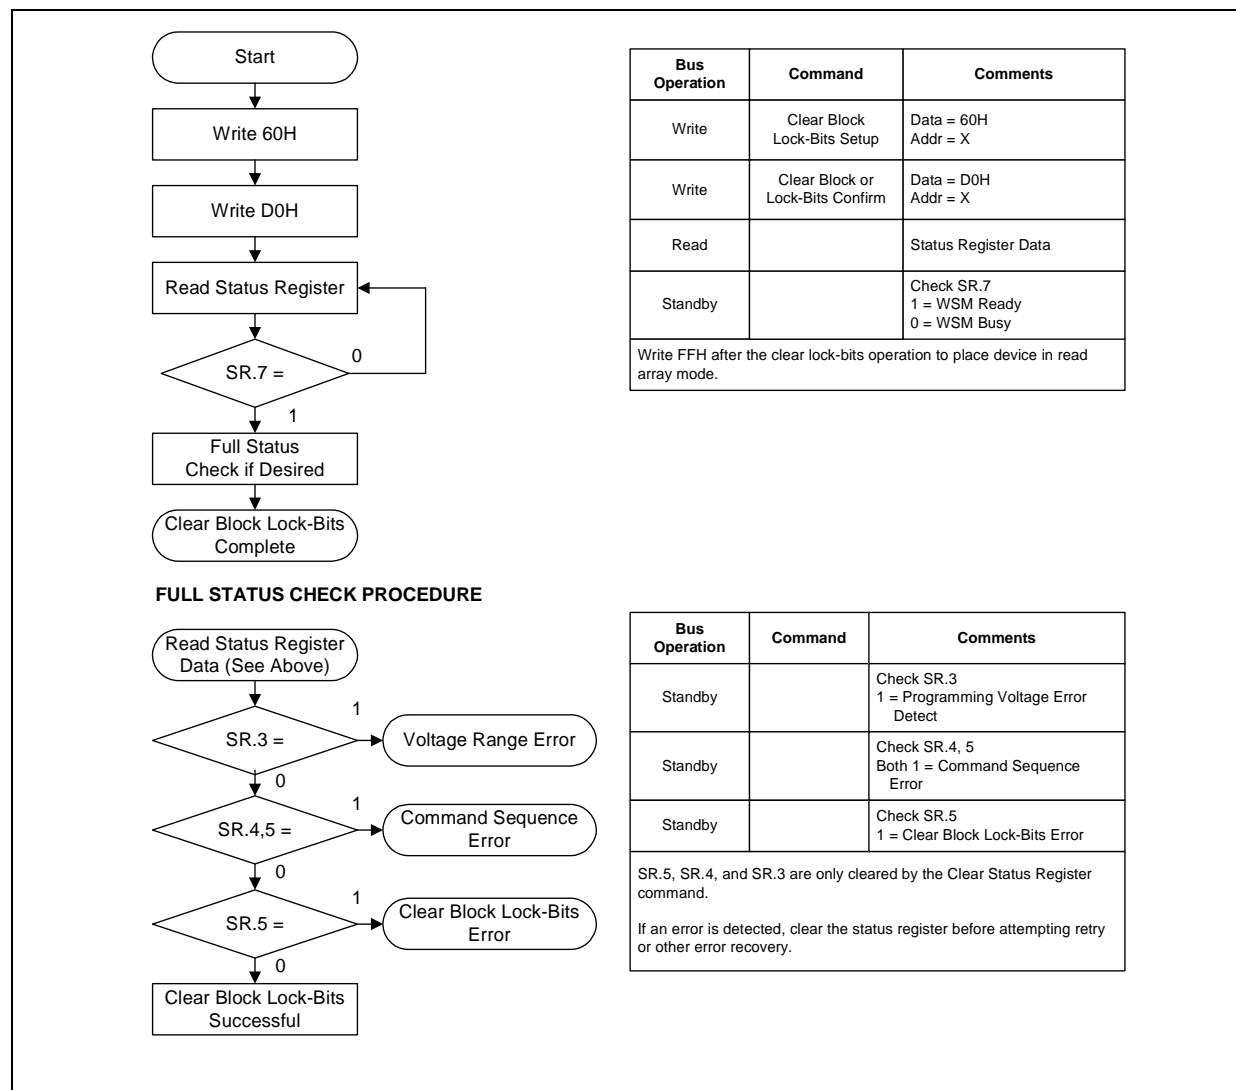 Start
Write 60H
Write D0H
Read Status Register
0
SR.7 =
1
Full Status
Check if Desired
Clear Block Lock-Bits
Complete
Bus
Operation
Command
Comments
Write
Clear Block
Lock-Bits Setup
Data = 60H
Addr = X
Write
Clear Block or
Lock-Bits Confirm
Data = D0H
Addr = X
Read
Status Register Data
Standby
Check SR.7
1 = WSM Ready
0 = WSM Busy
Write FFH after the clear lock-bits operation to place device in read
array mode.
FULL STATUS CHECK PROCEDURE
Read Status Register
Data (See Above)
1
SR.3 =
Voltage Range Error
0
1
SR.4,5 =
Command Sequence
Error
0
1
SR.5 =
Clear Block Lock-Bits
Error
0
Clear Block Lock-Bits
Successful
Bus
Operation
Command
Comments
Standby
Check SR.3
1 = Programming Voltage Error
Detect
Standby
Check SR.4, 5
Both 1 = Command Sequence
Error
Standby
Check SR.5
1 = Clear Block Lock-Bits Error
SR.5, SR.4, and SR.3 are only cleared by the Clear Status Register
command.
If an error is detected, clear the status register before attempting retry
or other error recovery.